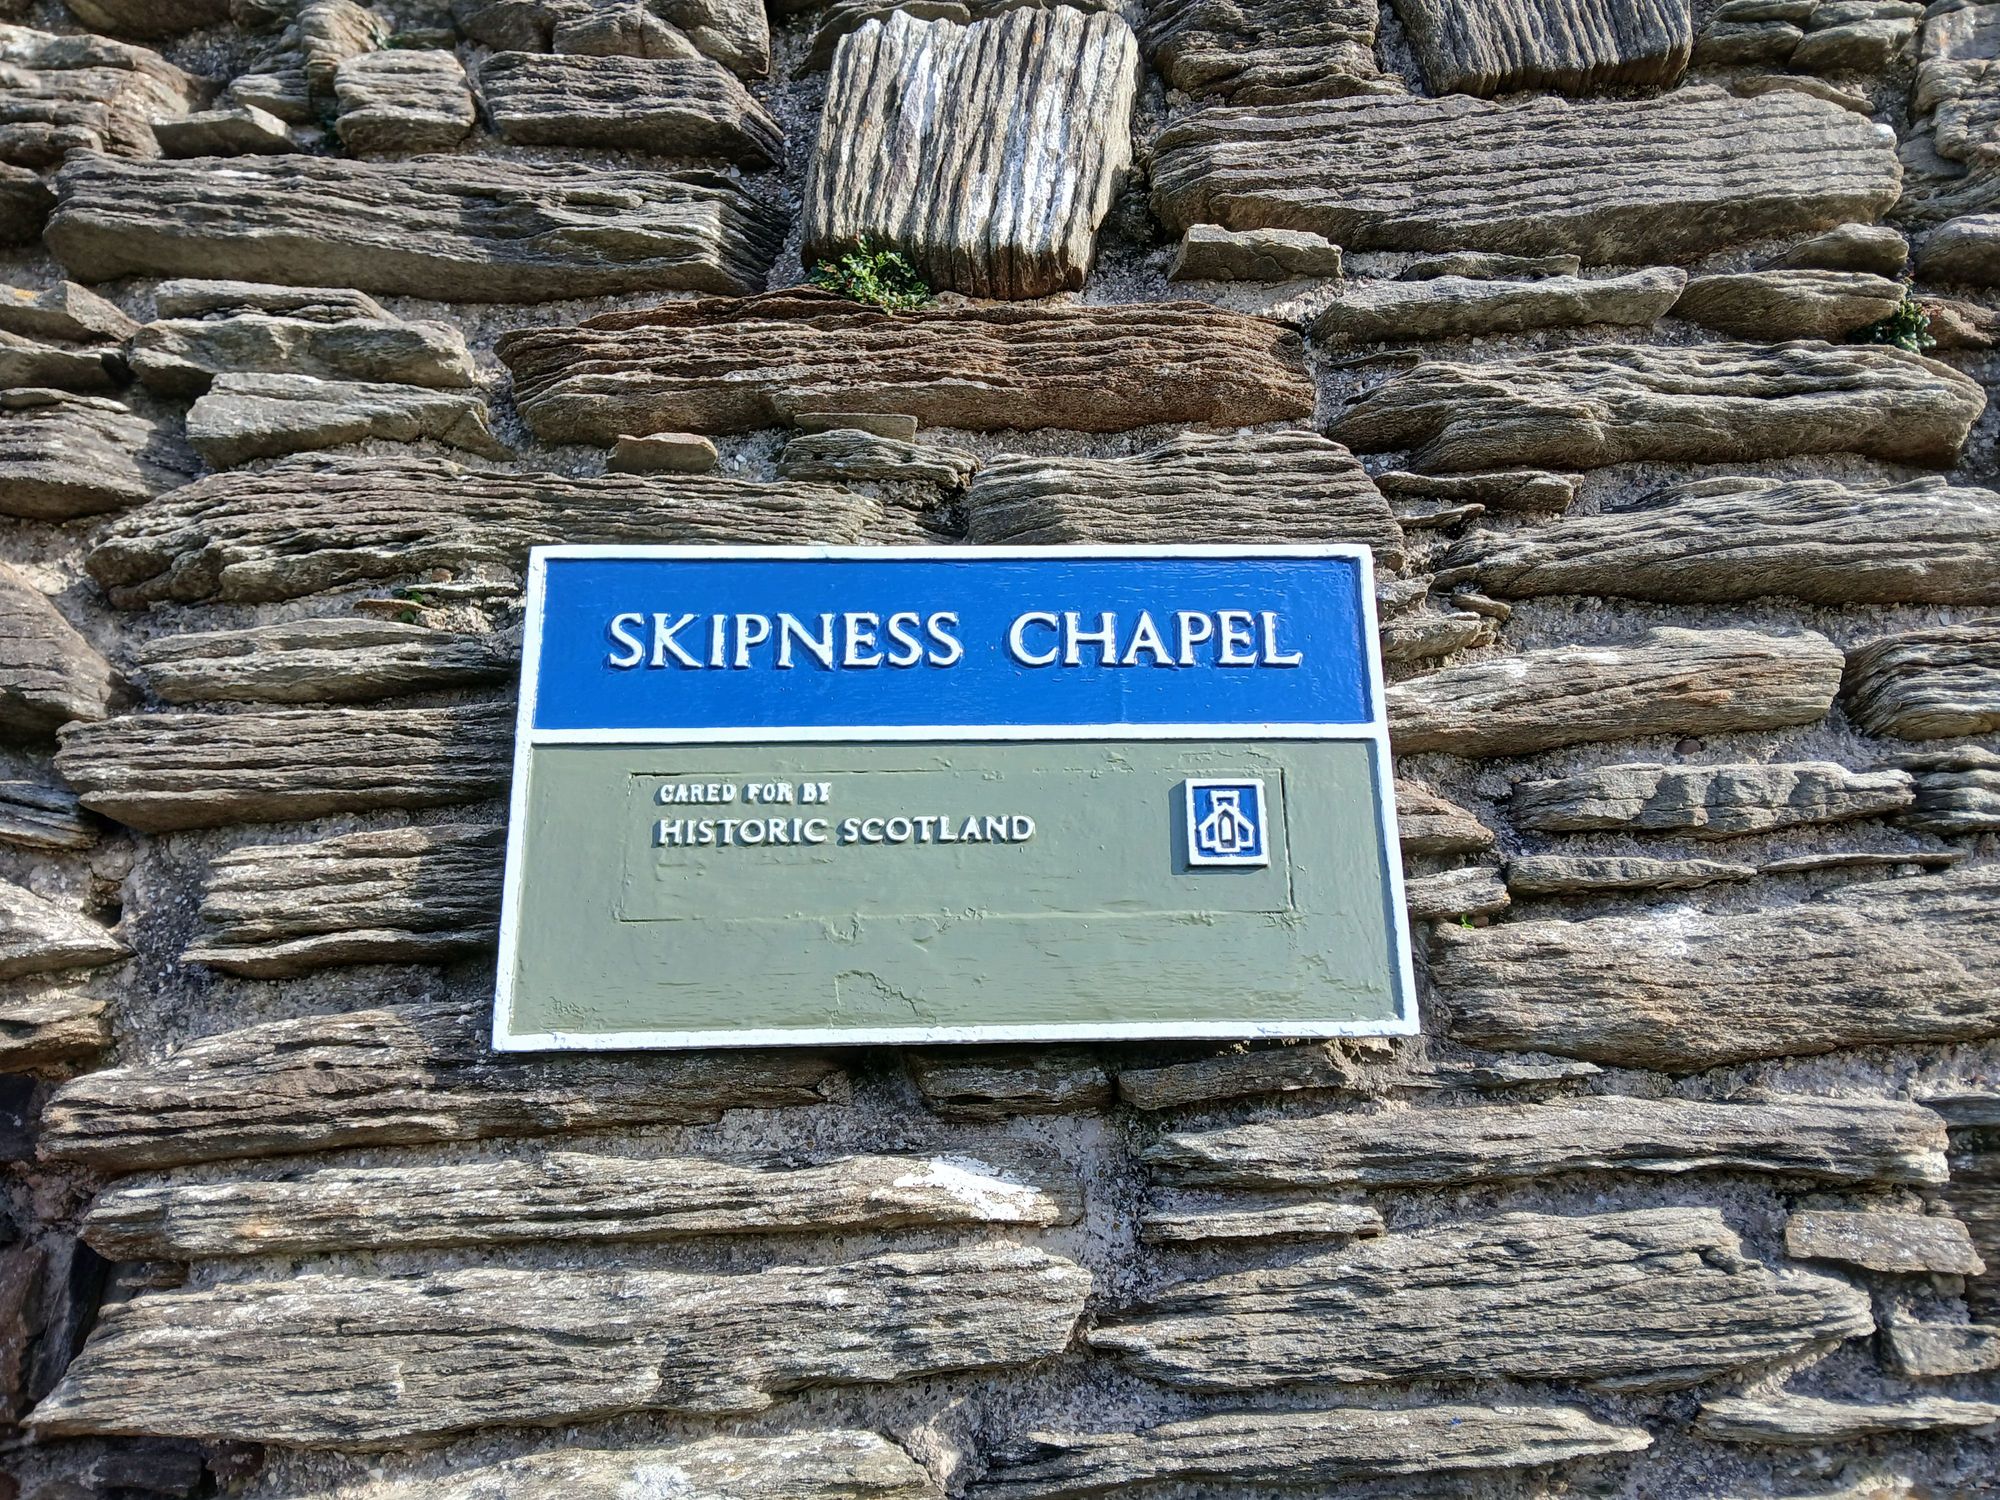 SKIPNESS CHAPEL
CARED FOR BY
HISTORIC SCOTLAND